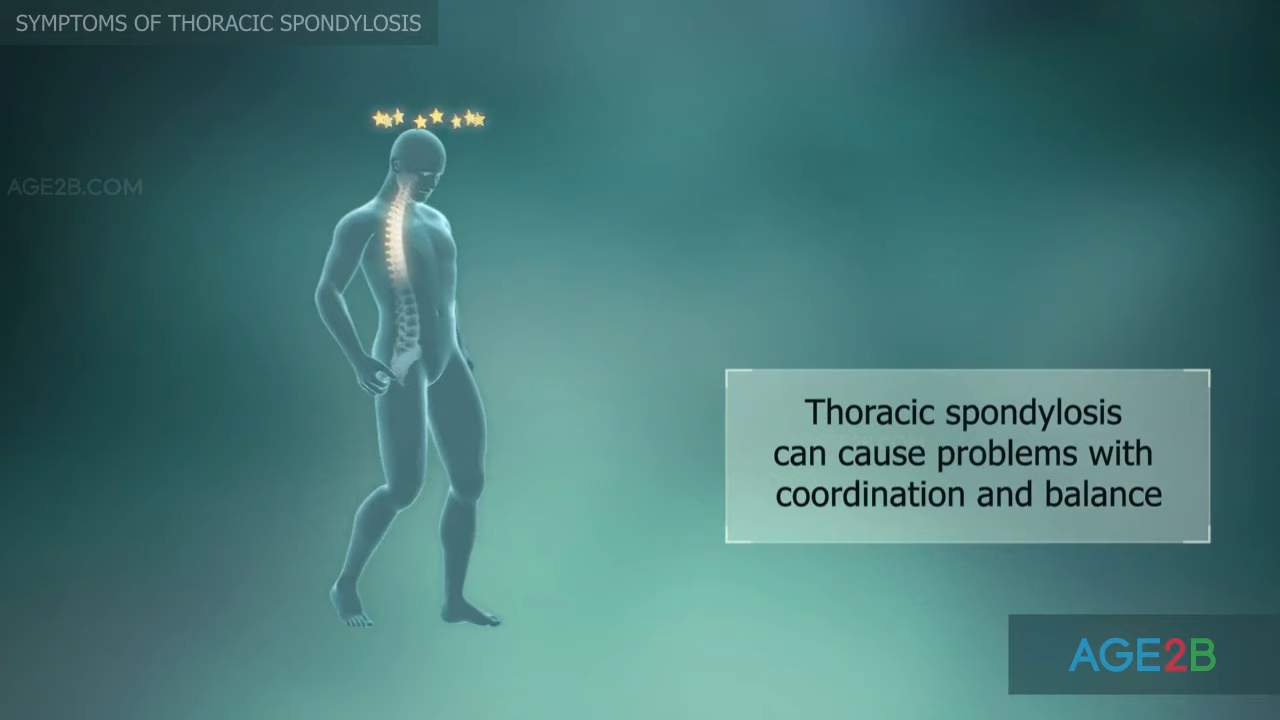 SYMPTOMS OF THORACIC SPONDYLOSIS
AGE2B.COM
Thoracic spondylosis
can cause problems with
coordination and balance
AGE2B